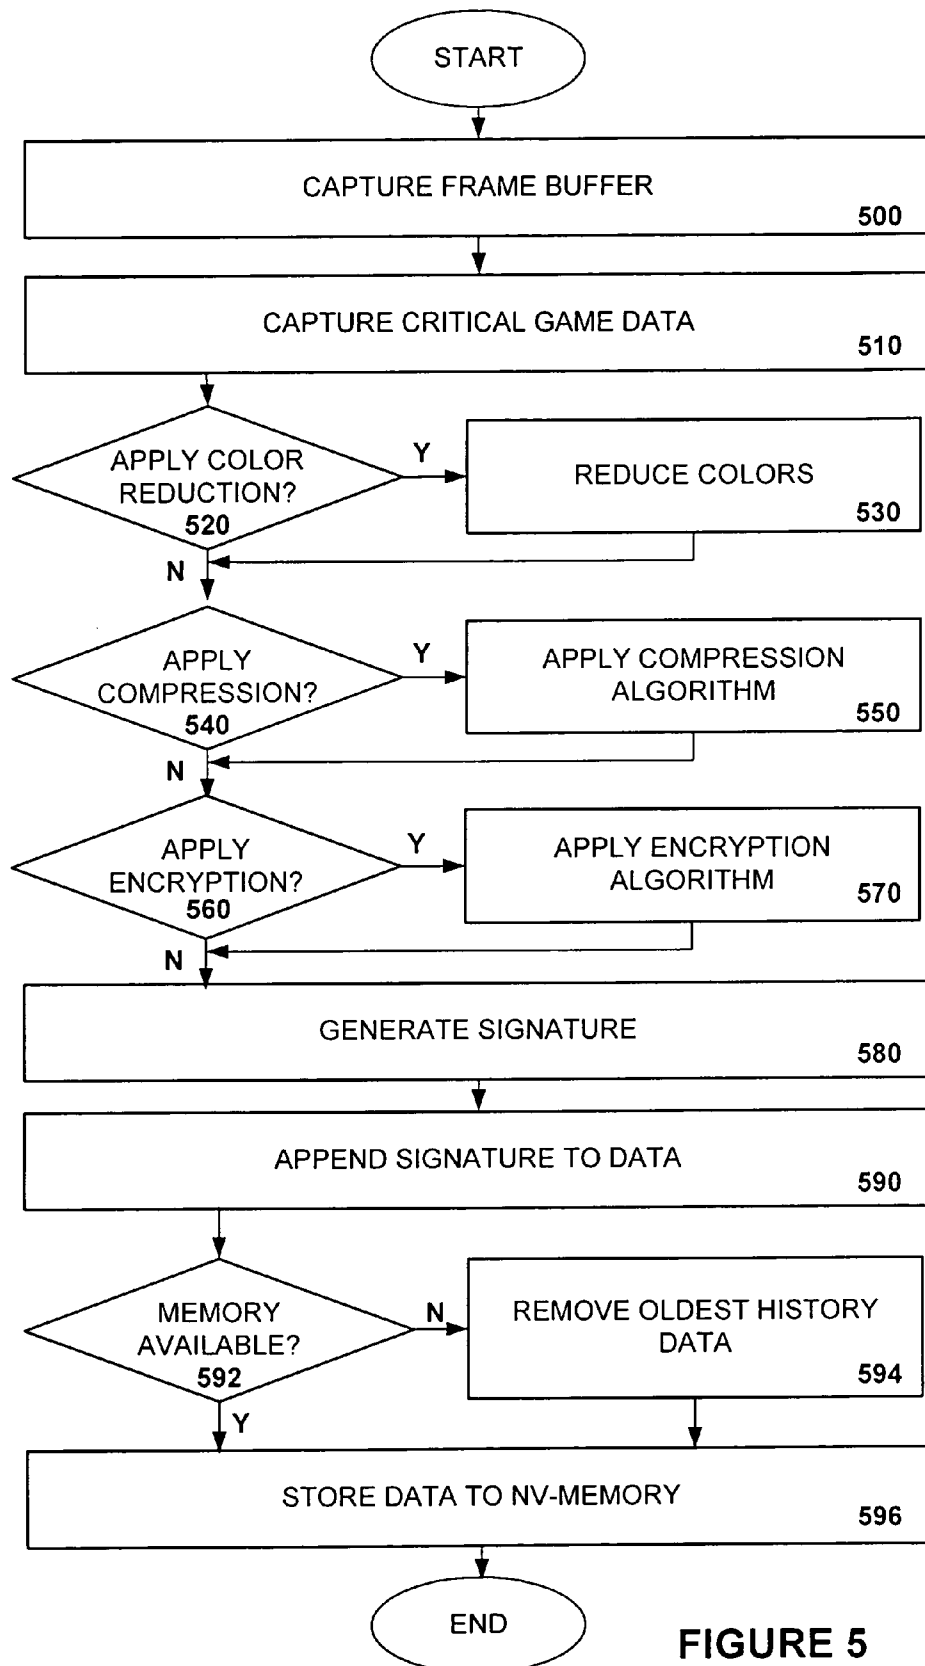 START
CAPTURE FRAME BUFFER
500
CAPTURE CRITICAL GAME DATA
510
APPLY COLOR
REDUCTION?
520
Y
REDUCE COLORS
530
N
APPLY
COMPRESSION?
540
Y
APPLY COMPRESSION
ALGORITHM
550
N
APPLY
ENCRYPTION?
560
Y
APPLY ENCRYPTION
ALGORITHM
570
N
GENERATE SIGNATURE
580
APPEND SIGNATURE TO DATA
590
MEMORY
AVAILABLE?
592
N
REMOVE OLDEST HISTORY
DATA
594
Y
STORE DATA TO NV-MEMORY
596
END
FIGURE 5